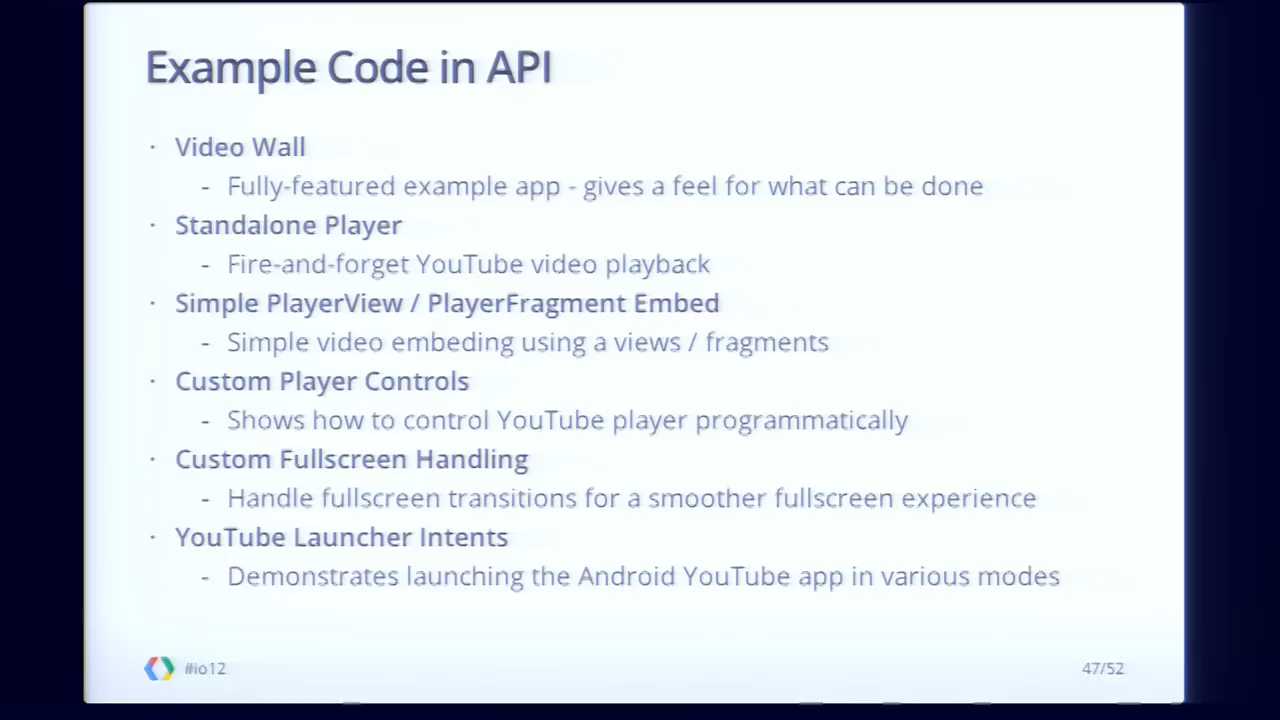 Example Code in API
· Video Wall
- Fully-featured example app - gives a feel for what can be done
· Standalone Player
- Fire-and-forget YouTube video playback
· Simple PlayerView / PlayerFragment Embed
- Simple video embeding using a views / fragments
· Custom Player Controls
- Shows how to control YouTube player programmatically
· Custom Fullscreen Handling
- Handle fullscreen transitions for a smoother fullscreen experience
· YouTube Launcher Intents
- Demonstrates launching the Android YouTube app in various modes
#io12
47/52